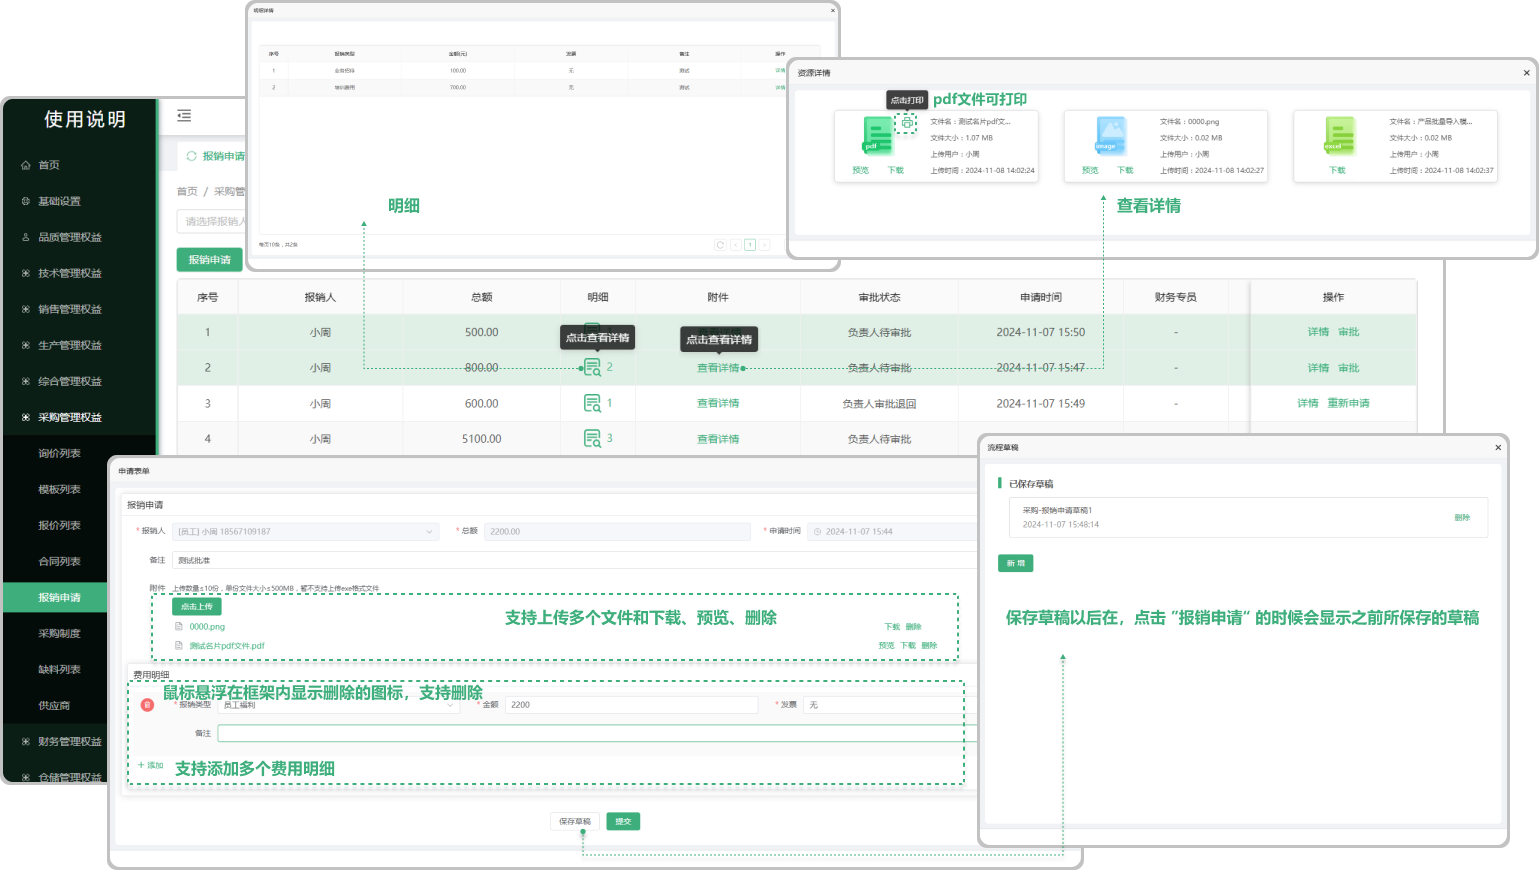 明细详情
序号 报销类型 金额(元) 发票 备注 操作
1 业务招待 100.00 无 测试 详情
2 培训费用 700.00 无 测试 详情
明细
每页10条，共2条
1
资源详情
点击打印
pdf文件可打印
pdf
文件名：测试名片pdf文...
文件大小：1.07 MB
上传用户：小周
上传时间：2024-11-08 14:02:24
预览 下载
image
文件名：0000.png
文件大小：0.02 MB
上传用户：小周
上传时间：2024-11-08 14:02:27
预览 下载
excel
文件名：产品批量导入模...
文件大小：0.02 MB
上传用户：小周
上传时间：2024-11-08 14:02:37
下载
查看详情
使用说明
首页
基础设置
品质管理权益
技术管理权益
销售管理权益
生产管理权益
综合管理权益
采购管理权益
询价列表
模板列表
报价列表
合同列表
报销申请
采购制度
缺料列表
供应商
财务管理权益
仓储管理权益
报销申请
首页 / 采购管
请选择报销人
报销申请
序号 报销人 总额 明细 附件 审批状态 申请时间 财务专员 操作
1 小周 500.00 负责人待审批 2024-11-07 15:50 - 详情 审批
点击查看详情 点击查看详情
2 小周 800.00 2 查看详情 负责人待审批 2024-11-07 15:47 - 详情 审批
3 小周 600.00 1 查看详情 负责人审批退回 2024-11-07 15:49 - 详情 重新申请
4 小周 5100.00 3 查看详情 负责人待审批
申请表单
报销申请
* 报销人 [员工] 小周 18567109187 * 总额 2200.00 * 申请时间 2024-11-07 15:44
备注 测试批准
附件 上传数量≤10份，单份文件大小≤500MB，暂不支持上传exe格式文件
点击上传
支持上传多个文件和下载、预览、删除
0000.png 下载 删除
测试名片pdf文件.pdf 预览 下载 删除
费用明细
鼠标悬浮在框架内显示删除的图标，支持删除
* 报销类型 员工福利 * 金额 2200 * 发票 无
备注
+ 添加
支持添加多个费用明细
保存草稿 提交
流程草稿
已保存草稿
采购-报销申请草稿1
2024-11-07 15:48:14
删除
新 增
保存草稿以后在，点击 ”报销申请“ 的时候会显示之前所保存的草稿